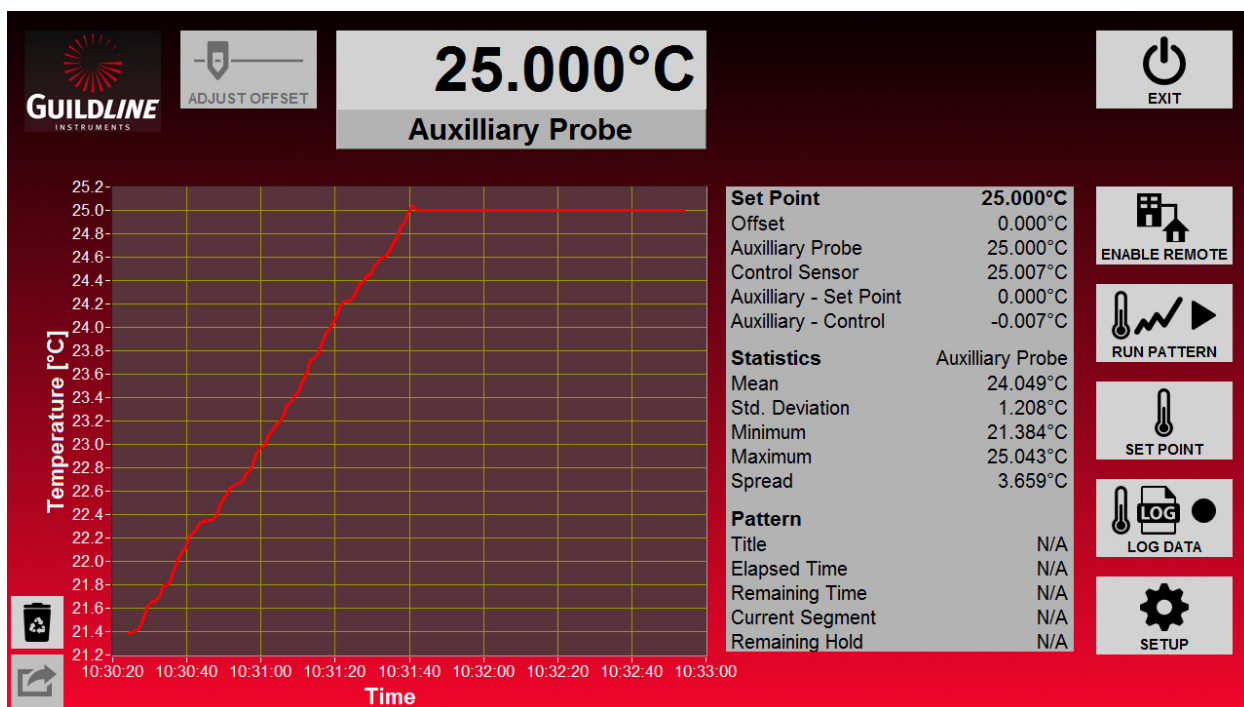 GUILDLINE
INSTRUMENTS
ADJUST OFFSET
25.000°C
Auxilliary Probe
EXIT
25.2
25.0
24.8
24.6
24.4
24.2
24.0
23.8
23.6
23.4
23.2
23.0
22.8
22.6
22.4
22.2
22.0
21.8
21.6
21.4
21.2
Temperature [°C]
10:30:20 10:30:40 10:31:00 10:31:20 10:31:40 10:32:00 10:32:20 10:32:40 10:33:00
Time
Set Point 25.000°C
Offset 0.000°C
Auxilliary Probe 25.000°C
Control Sensor 25.007°C
Auxilliary - Set Point 0.000°C
Auxilliary - Control -0.007°C
Statistics Auxilliary Probe
Mean 24.049°C
Std. Deviation 1.208°C
Minimum 21.384°C
Maximum 25.043°C
Spread 3.659°C
Pattern
Title N/A
Elapsed Time N/A
Remaining Time N/A
Current Segment N/A
Remaining Hold N/A
ENABLE REMOTE
RUN PATTERN
SET POINT
LOG
LOG DATA
SETUP